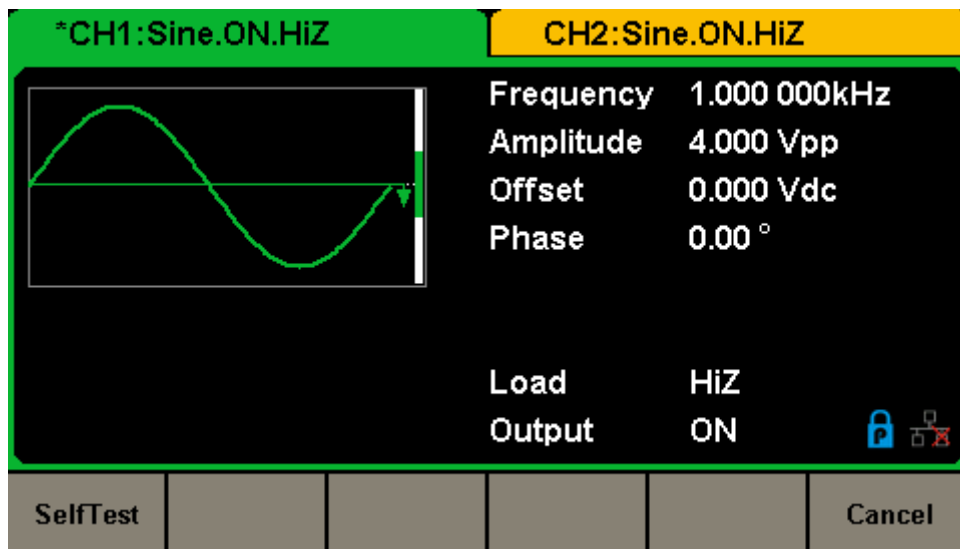 *CH1:Sine.ON.HiZ
CH2:Sine.ON.HiZ
Frequency 1.000 000kHz
Amplitude 4.000 Vpp
Offset 0.000 Vdc
Phase 0.00 °
Load HiZ
Output ON
P
SelfTest
Cancel